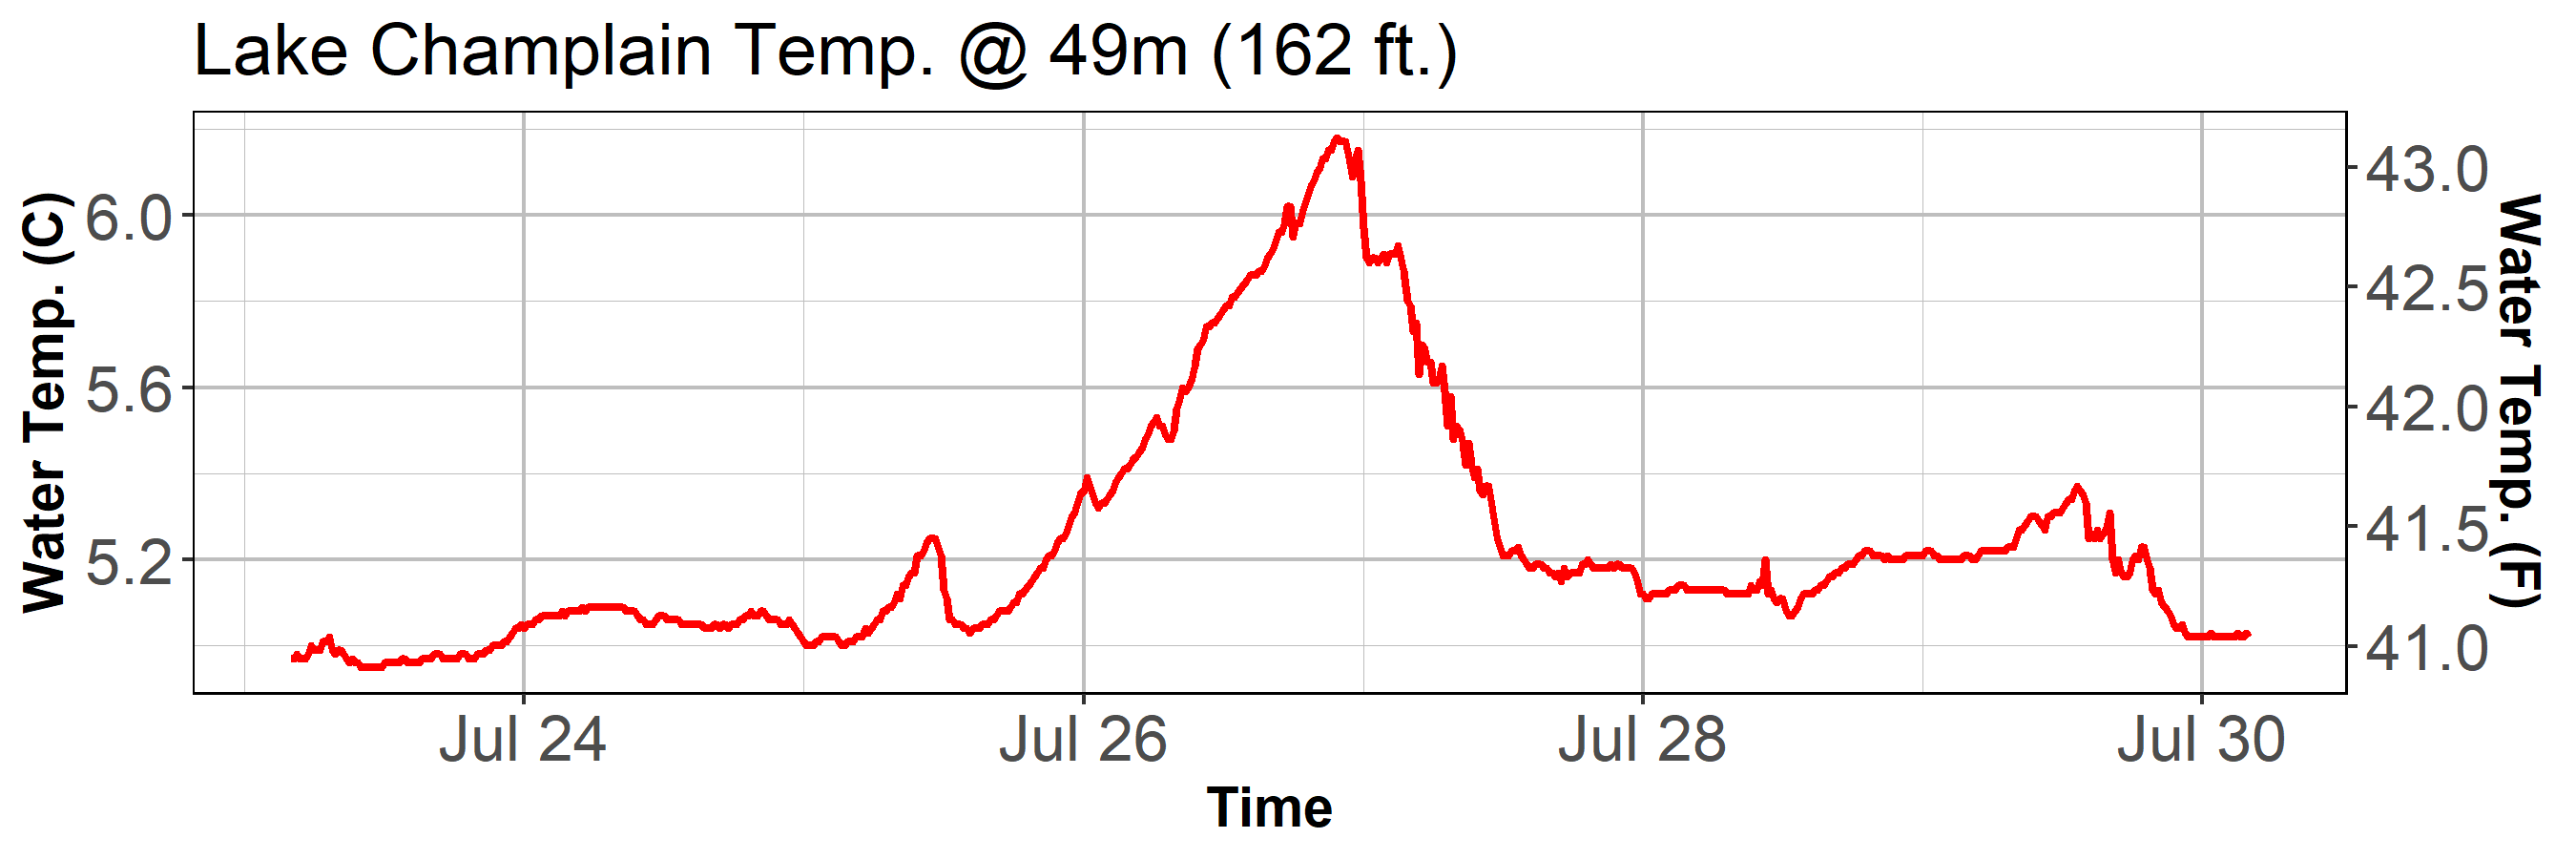 Lake Champlain Temp. @ 49m (162 ft.)
Water Temp. (C)
6.0
5.6
5.2
43.0
42.5
42.0
41.5
41.0
Water Temp. (F)
Jul 24 Jul 26 Jul 28 Jul 30
Time